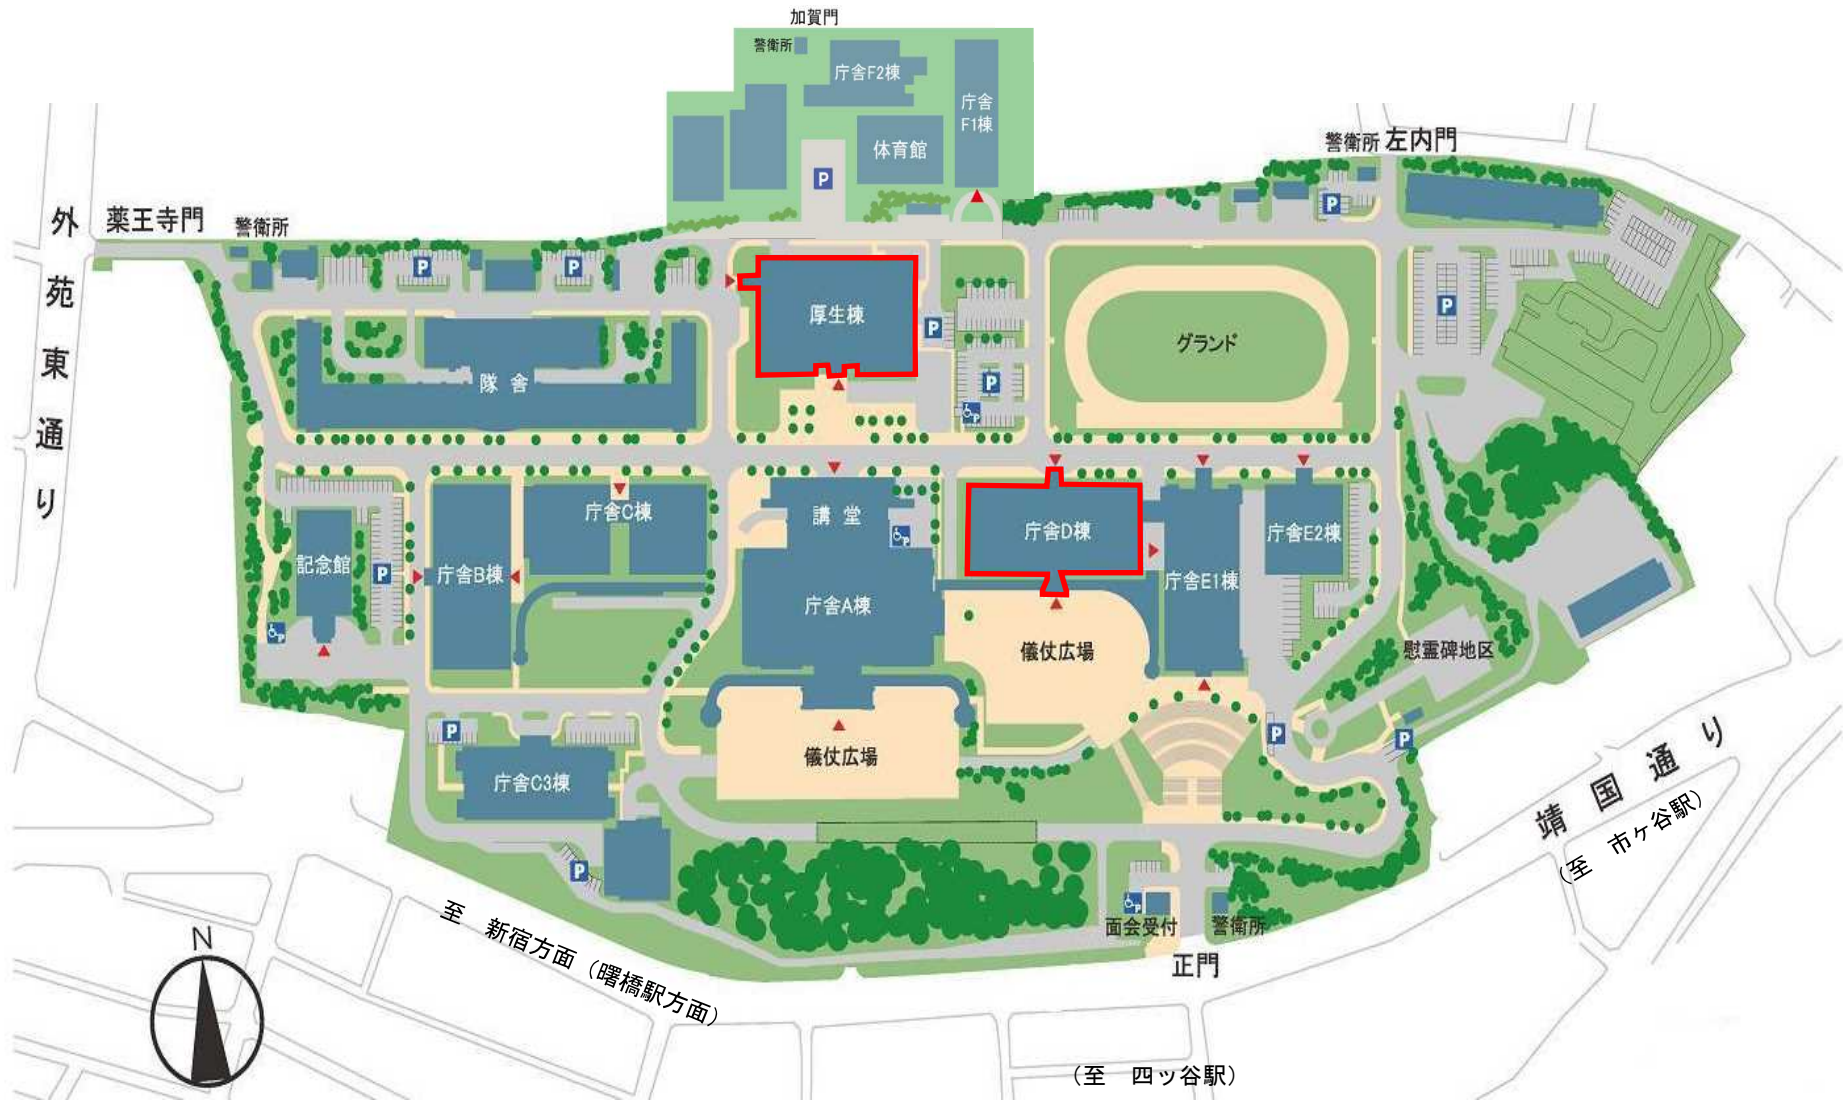 加賀門
警衛所
庁舎F2棟
庁舎
F1棟
体育館
P
警衛所 左内門
P
外苑東通り
薬王寺門
警衛所
P
P
厚生棟
P
P
P
グランド
P
隊 舎
庁舎C棟
講 堂
庁舎D棟
庁舎E2棟
記念館
P
庁舎B棟
P
庁舎A棟
庁舎E1棟
P
儀仗広場
慰霊碑地区
P
P
P
庁舎C3棟
儀仗広場
靖国通り
(至 市ヶ谷駅)
P
P
面会受付
警衛所
正門
至 新宿方面(曙橋駅方面)
N
(至 四ッ谷駅)